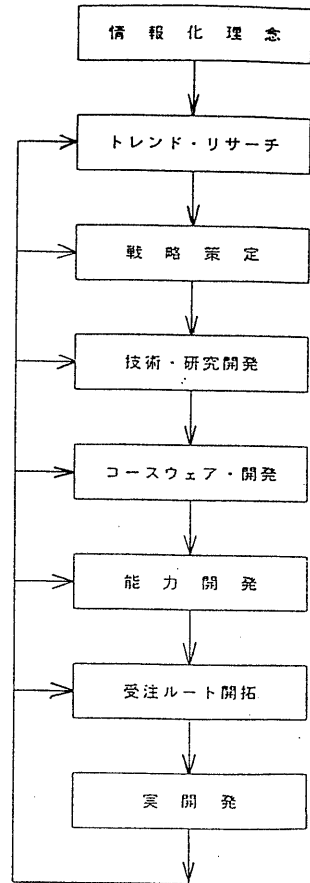 情報化理念
トレンド・リサーチ
戦略策定
技術・研究開発
コースウェア・開発
能力開発
受注ルート開拓
実開発